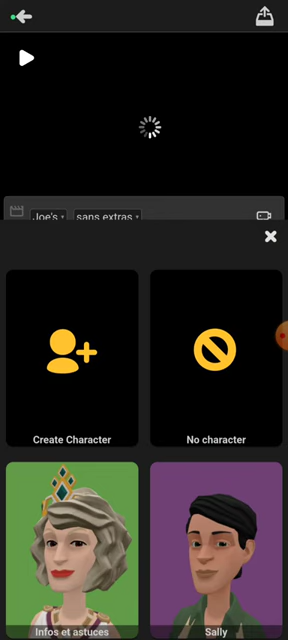 Joe's
sans extras
Create Character
No character
Infos et astuces
Sally